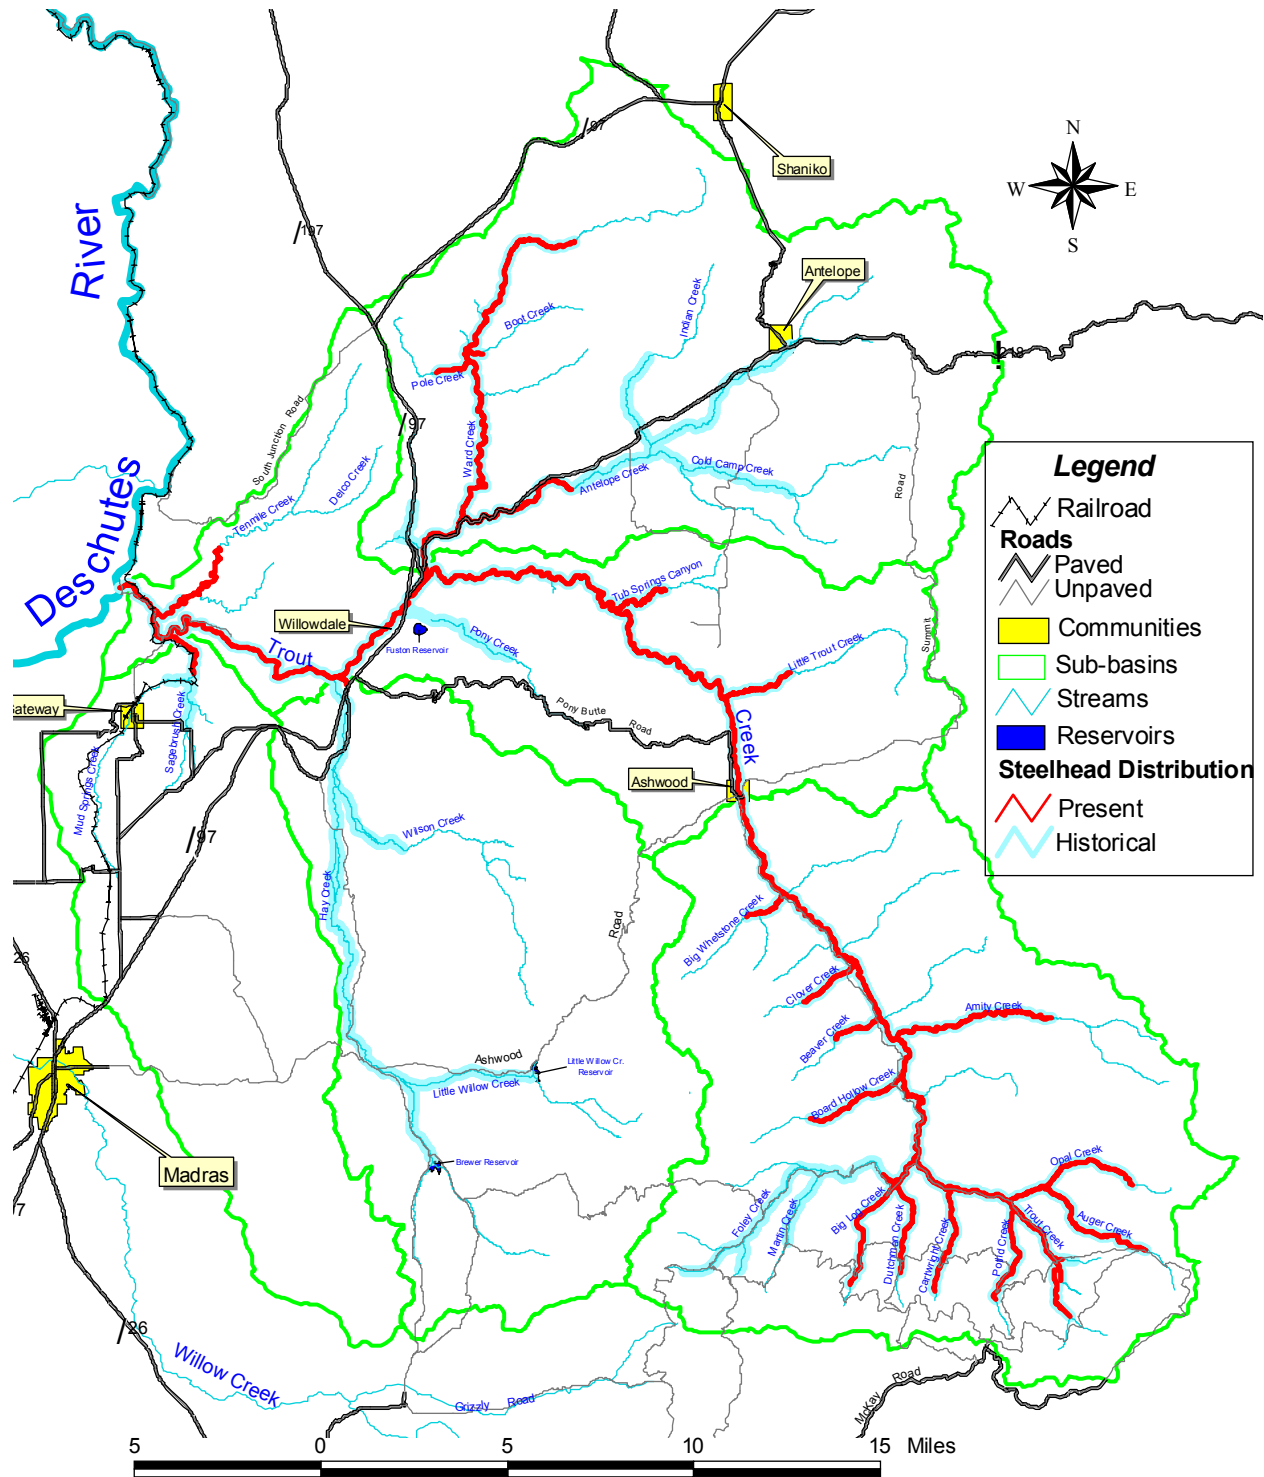 N
W E
S
River
Deschutes
Shaniko
Antelope
97
197
97
218
Indian Creek
Boot Creek
Pole Creek
Ward Creek
South Junction Road
Delco Creek
Tenmile Creek
Antelope Creek
Cold Camp Creek
Road
Summit
Tub Springs Canyon
Willowdale
Fuston Reservoir
Trout
Pony Creek
Little Trout Creek
Creek
Pony Butte Road
Ashwood
Gateway
Sagebrush Creek
Mud Springs Creek
97
Wilson Creek
Hay Creek
Road
Big Whetstone Creek
Clover Creek
Beaver Creek
Amity Creek
Board Hollow Creek
26
Ashwood
Little Willow Cr.
Reservoir
Little Willow Creek
Brewer Reservoir
Madras
Foley Creek
Martin Creek
Big Log Creek
Dutchman Creek
Cartwright Creek
Potlid Creek
Trout Creek
Opal Creek
Auger Creek
26
Willow Creek
Grizzly Road
McKay Road
Legend
Railroad
Roads
Paved
Unpaved
Communities
Sub-basins
Streams
Reservoirs
Steelhead Distribution
Present
Historical
5 0 5 10 15 Miles